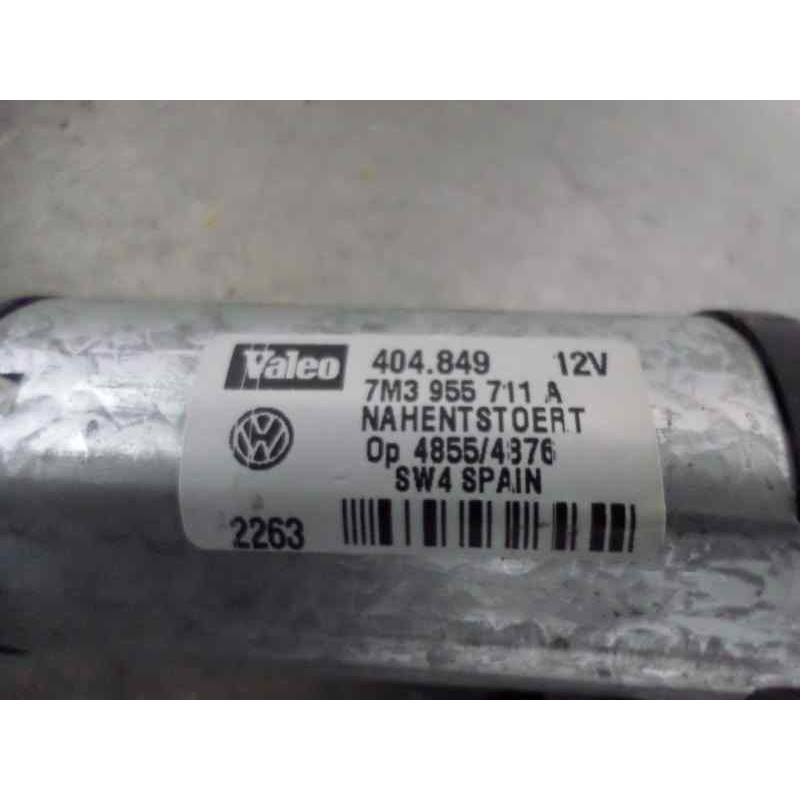 Valeo 404.849 12V
7M3 955 711 A
NAHENTSTOERT
Op 4855/4876
SW4 SPAIN
2263